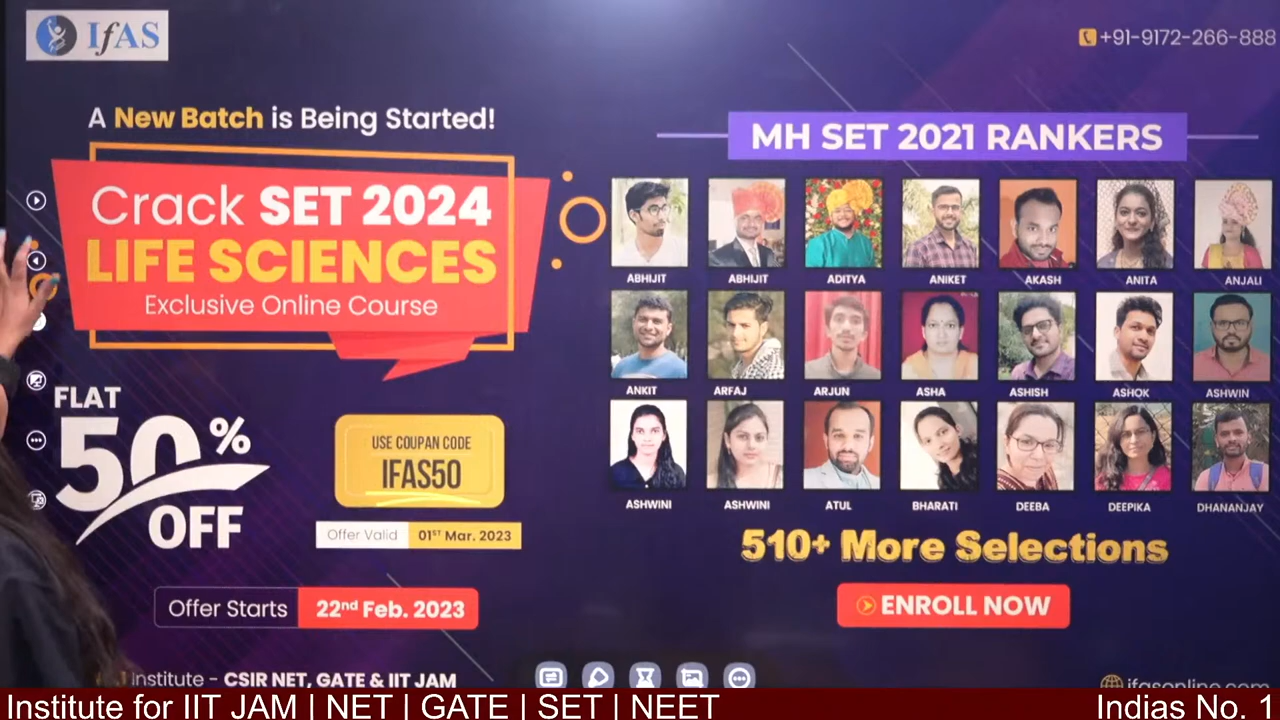 IfAS
+91-9172-266-888
A New Batch is Being Started!
Crack SET 2024
LIFE SCIENCES
Exclusive Online Course
FLAT
50%
OFF
USE COUPAN CODE
IFAS50
Offer Valid 01ST Mar. 2023
Offer Starts 22nd Feb. 2023
MH SET 2021 RANKERS
ABHIJIT ABHIJIT ADITYA ANIKET AKASH ANITA ANJALI
ANKIT ARFAJ ARJUN ASHA ASHISH ASHOK ASHWIN
ASHWINI ASHWINI ATUL BHARATI DEEBA DEEPIKA DHANANJAY
510+ More Selections
ENROLL NOW
Institute - CSIR NET, GATE & IIT JAM
ifasonline.com
Institute for IIT JAM | NET | GATE | SET | NEET
Indias No. 1